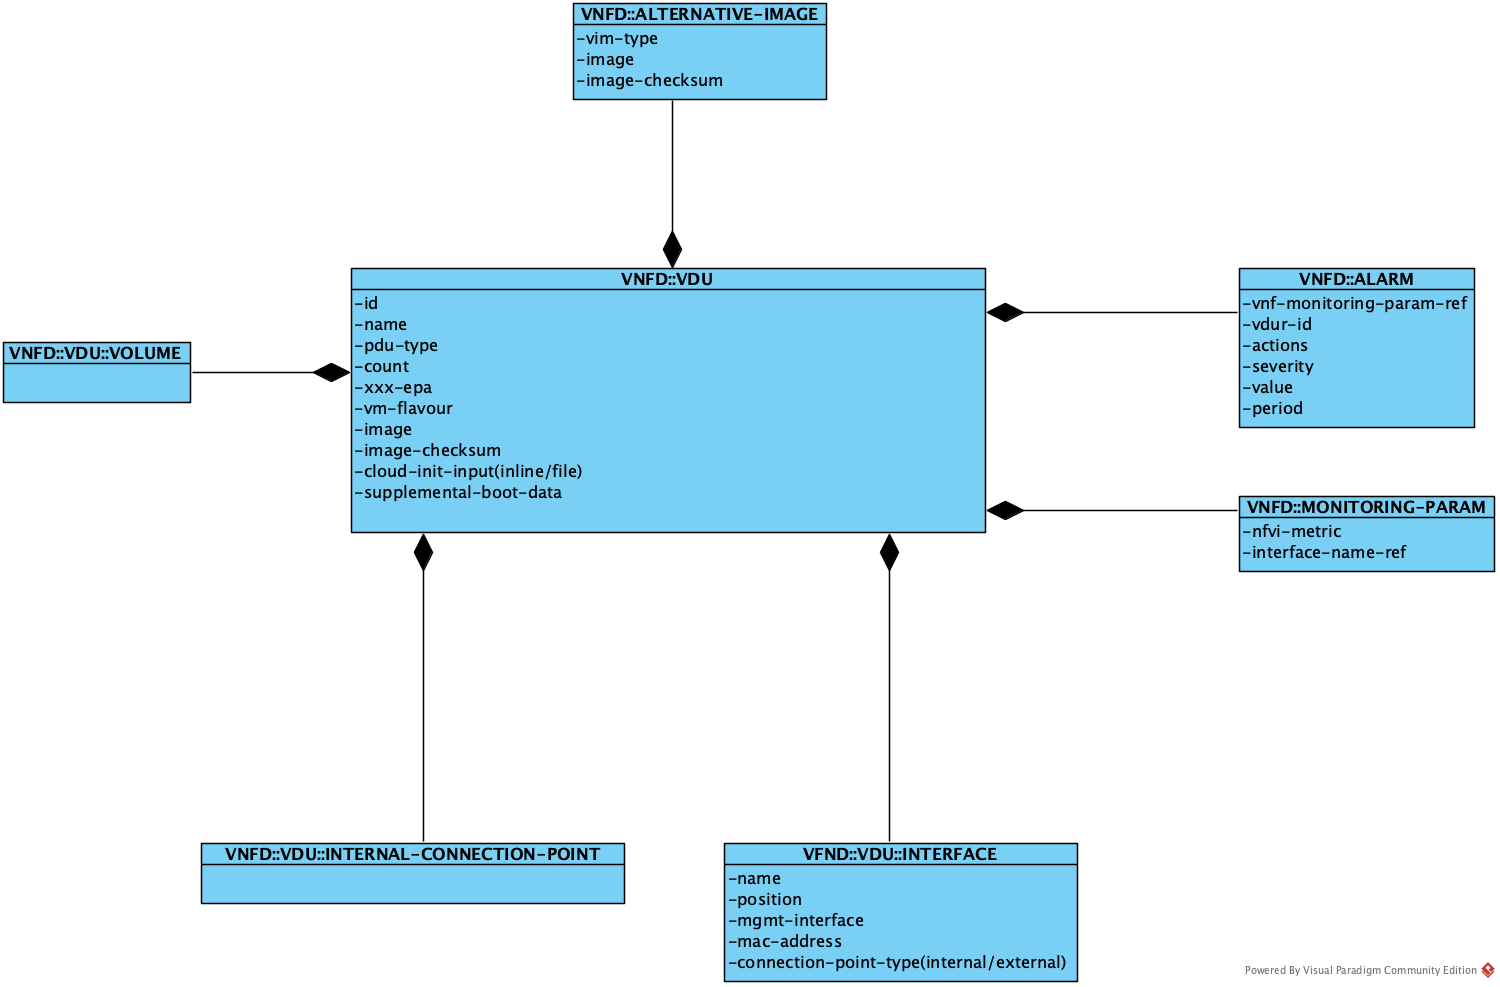 VNFD::ALTERNATIVE-IMAGE
-vim-type
-image
-image-checksum
VNFD::VDU
-id
-name
-pdu-type
-count
-xxx-epa
-vm-flavour
-image
-image-checksum
-cloud-init-input(inline/file)
-supplemental-boot-data
VNFD::ALARM
-vnf-monitoring-param-ref
-vdur-id
-actions
-severity
-value
-period
VNFD::VDU::VOLUME
VNFD::MONITORING-PARAM
-nfvi-metric
-interface-name-ref
VNFD::VDU::INTERNAL-CONNECTION-POINT
VFND::VDU::INTERFACE
-name
-position
-mgmt-interface
-mac-address
-connection-point-type(internal/external)
Powered By Visual Paradigm Community Edition